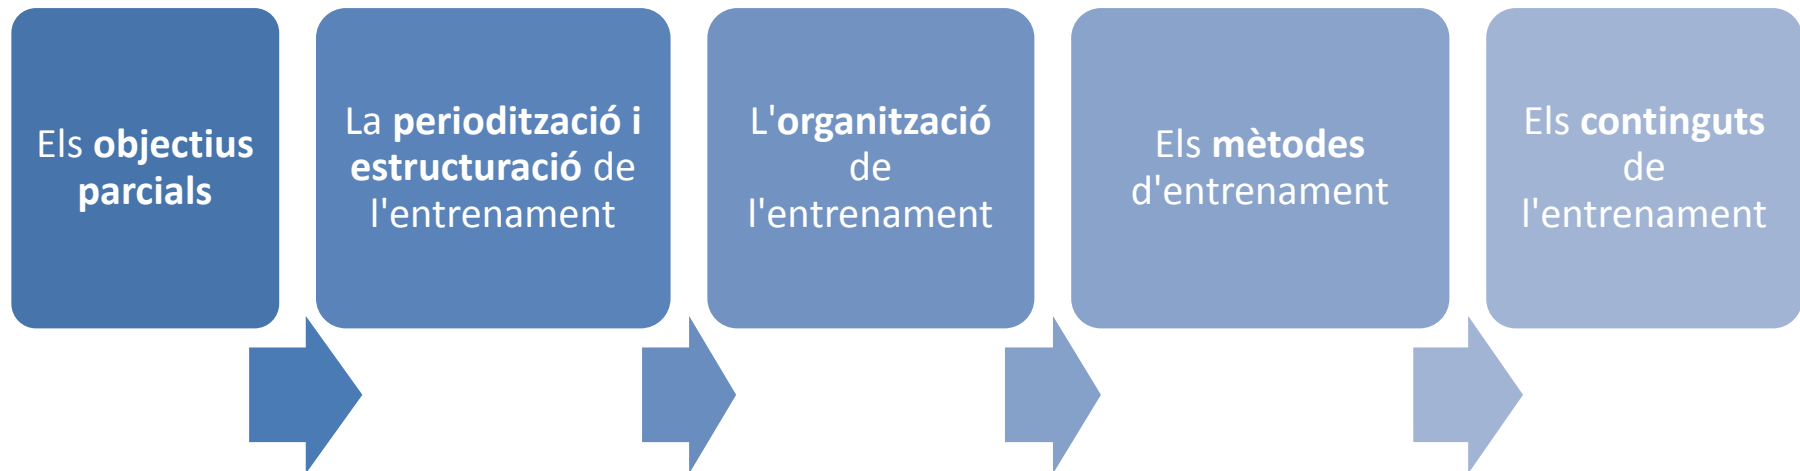 Els objectius
parcials
La periodització i
estructuració de
l'entrenament
L'organització
de
l'entrenament
Els mètodes
d'entrenament
Els continguts
de
l'entrenament